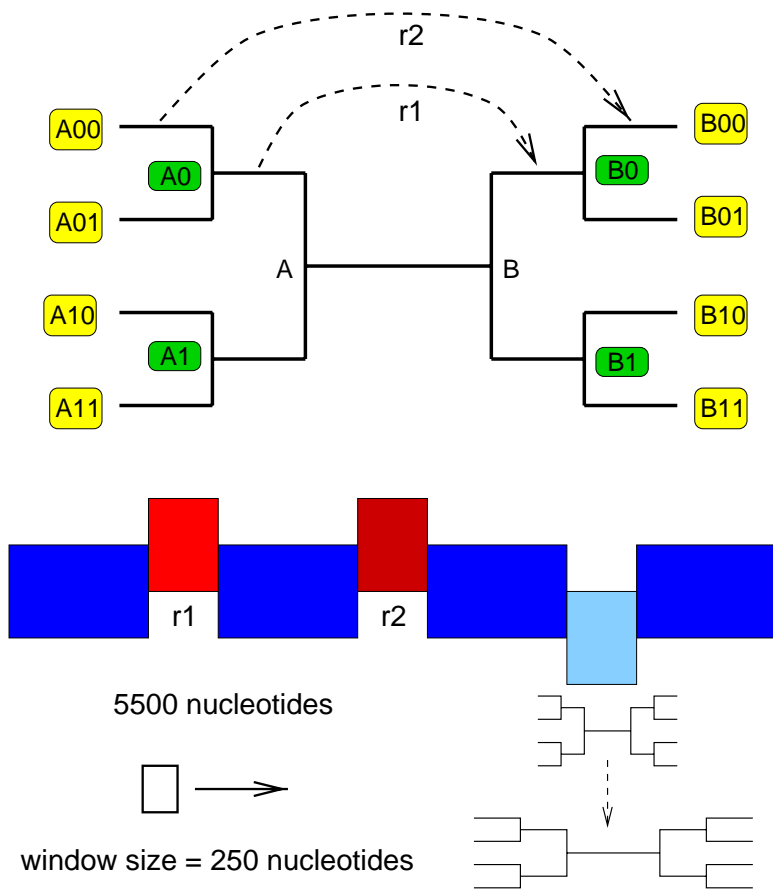 r2
r1
A00
B00
A0
B0
A01
B01
A
B
A10
B10
A1
B1
A11
B11
r1
r2
5500 nucleotides
window size = 250 nucleotides